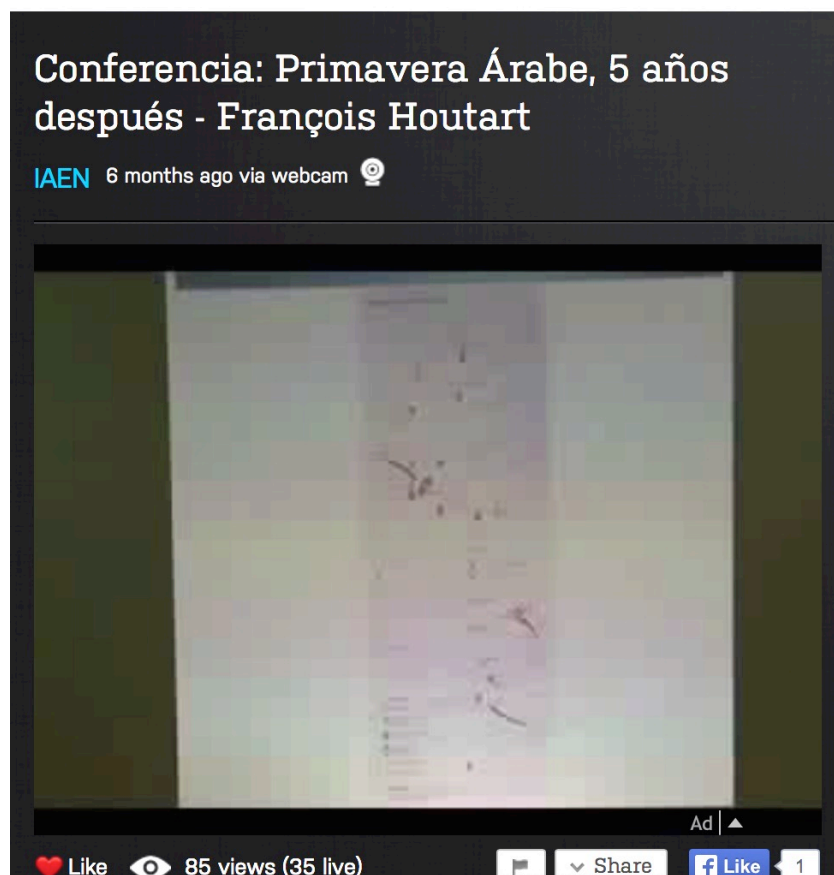 Conferencia: Primavera Árabe, 5 años
después - François Houtart
IAEN 6 months ago via webcam
Ad
Like 85 views (35 live) Share Like 1